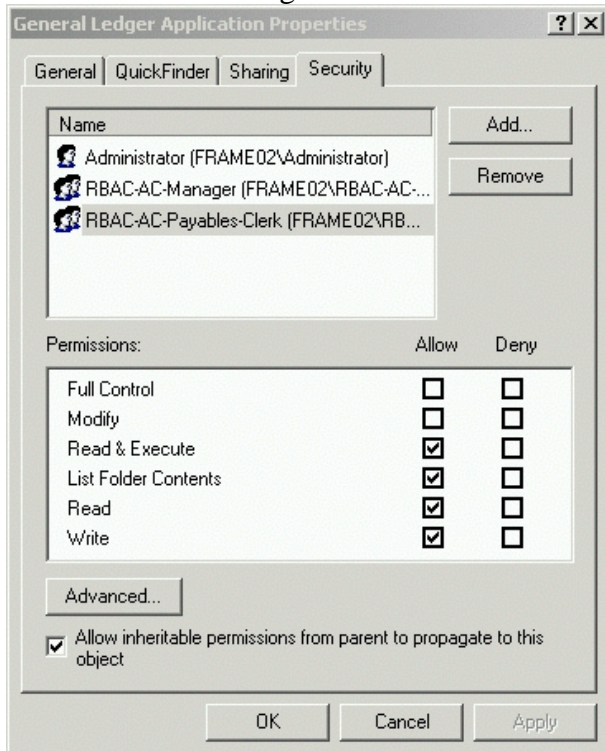 General Ledger Application Properties
General QuickFinder Sharing Security
Name
Administrator (FRAME02\Administrator)
RBAC-AC-Manager (FRAME02\RBAC-AC-...
RBAC-AC-Payables-Clerk (FRAME02\RB...
Add...
Remove
Permissions: Allow Deny
Full Control
Modify
Read & Execute
List Folder Contents
Read
Write
Advanced...
Allow inheritable permissions from parent to propagate to this
object
OK Cancel Apply